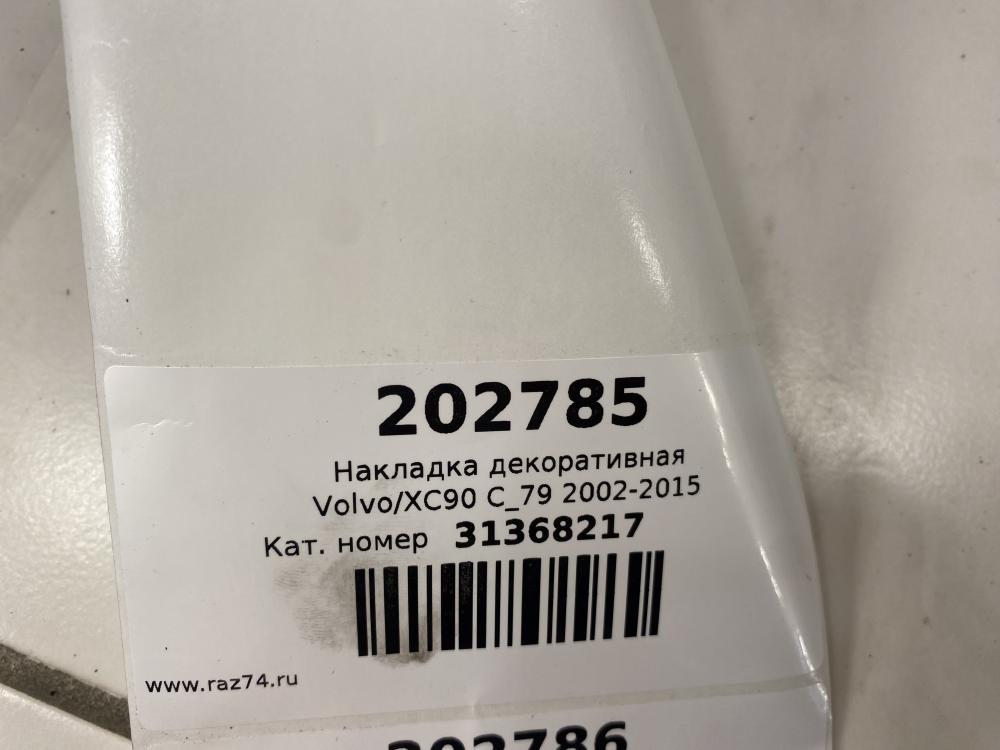 202785
Накладка декоративная
Volvo/XC90 C_79 2002-2015
Кат. номер 31368217
www.raz74.ru
202786